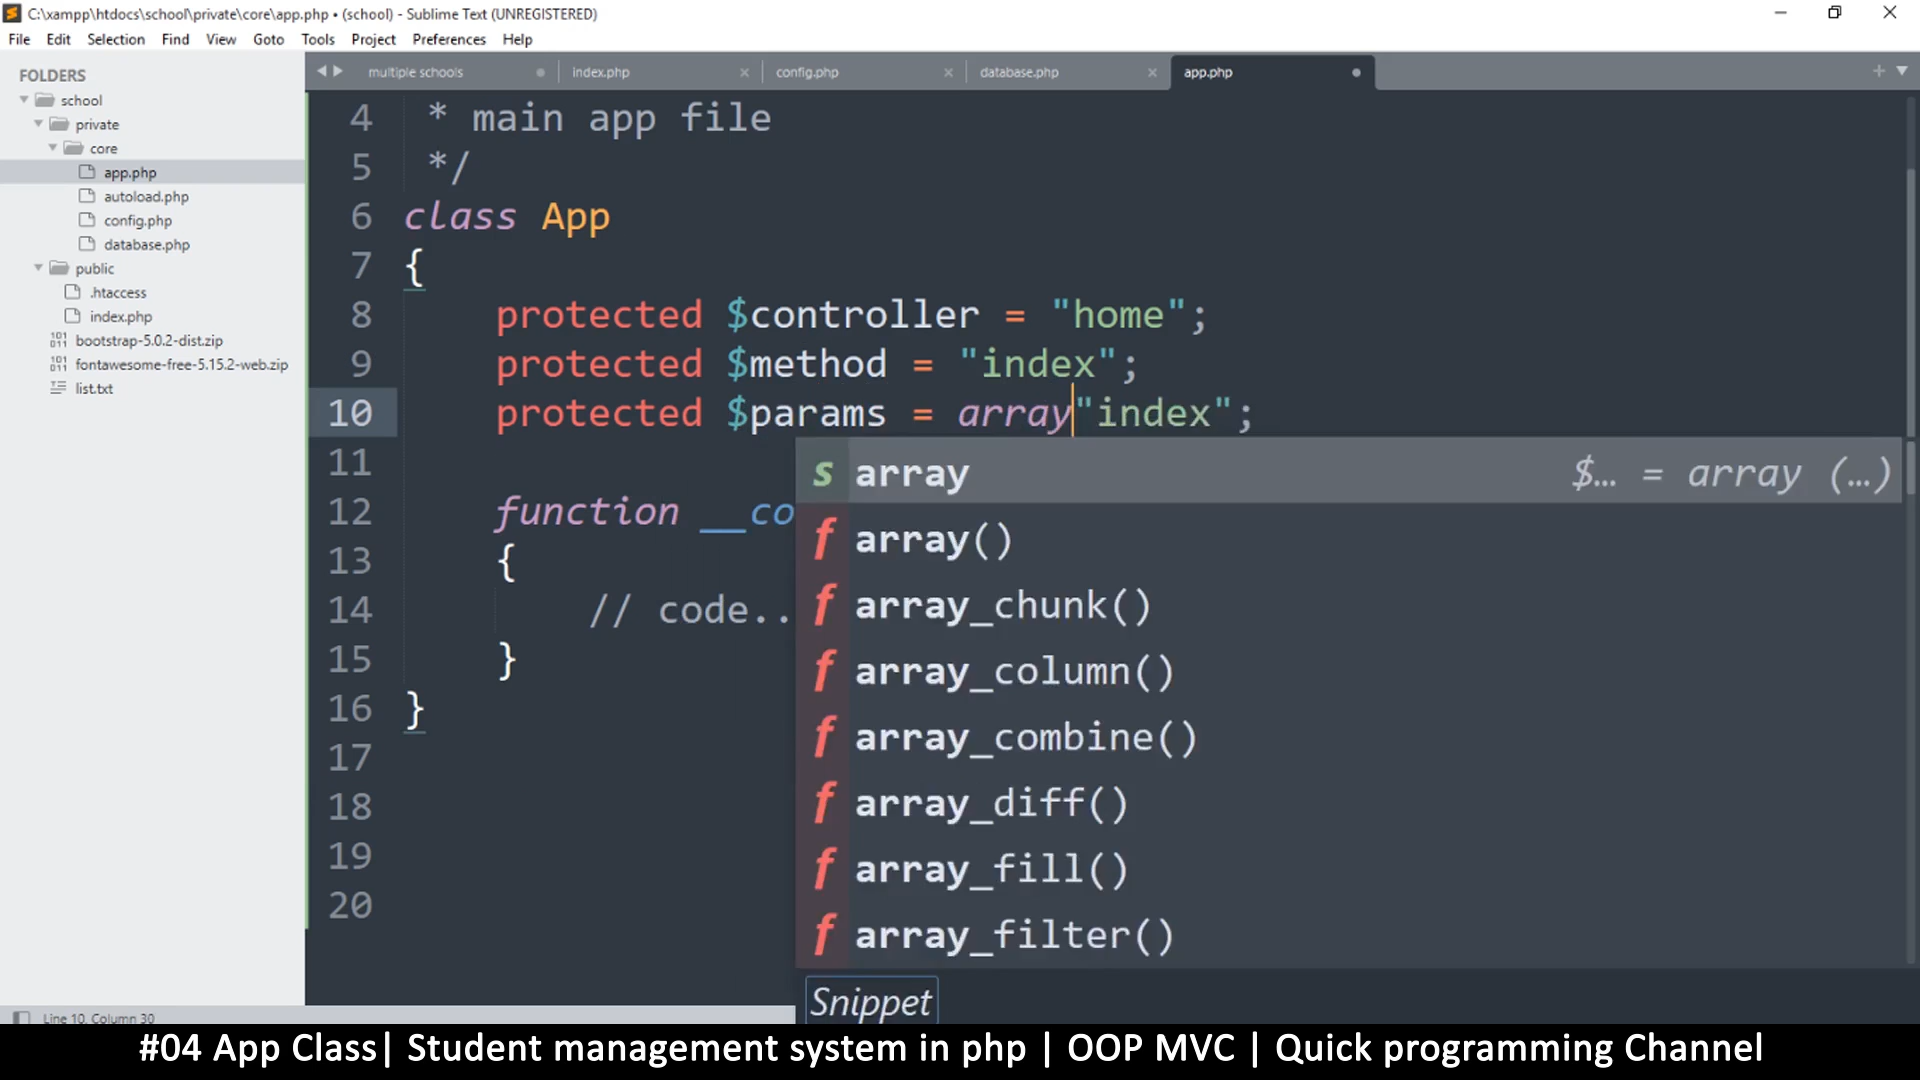 C:\xampp\htdocs\school\private\core\app.php • (school) - Sublime Text (UNREGISTERED)
File Edit Selection Find View Goto Tools Project Preferences Help
FOLDERS
school
private
core
app.php
autoload.php
config.php
database.php
public
.htaccess
index.php
bootstrap-5.0.2-dist.zip
fontawesome-free-5.15.2-web.zip
list.txt
multiple schools index.php config.php database.php app.php
4 * main app file
5 */
6 class App
7 {
8 protected $controller = "home";
9 protected $method = "index";
10 protected $params = array"index";
11
12 function __co
13 {
14 // code..
15 }
16 }
17
18
19
20
s array $… = array (…)
f array()
f array_chunk()
f array_column()
f array_combine()
f array_diff()
f array_fill()
f array_filter()
Snippet
Line 10, Column 30
#04 App Class| Student management system in php | OOP MVC | Quick programming Channel